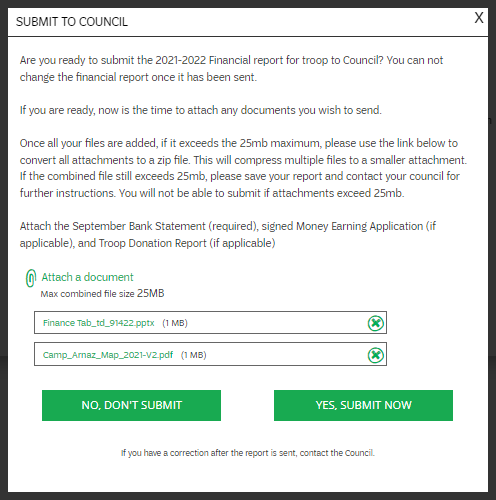 SUBMIT TO COUNCIL X
Are you ready to submit the 2021-2022 Financial report for troop to Council? You can not
change the financial report once it has been sent.
If you are ready, now is the time to attach any documents you wish to send.
Once all your files are added, if it exceeds the 25mb maximum, please use the link below to
convert all attachments to a zip file. This will compress multiple files to a smaller attachment.
If the combined file still exceeds 25mb, please save your report and contact your council for
further instructions. You will not be able to submit if attachments exceed 25mb.
Attach the September Bank Statement (required), signed Money Earning Application (if
applicable), and Troop Donation Report (if applicable)
Attach a document
Max combined file size 25MB
Finance Tab_td_91422.pptx (1 MB)
Camp_Arnaz_Map_2021-V2.pdf (1 MB)
NO, DON'T SUBMIT YES, SUBMIT NOW
If you have a correction after the report is sent, contact the Council.